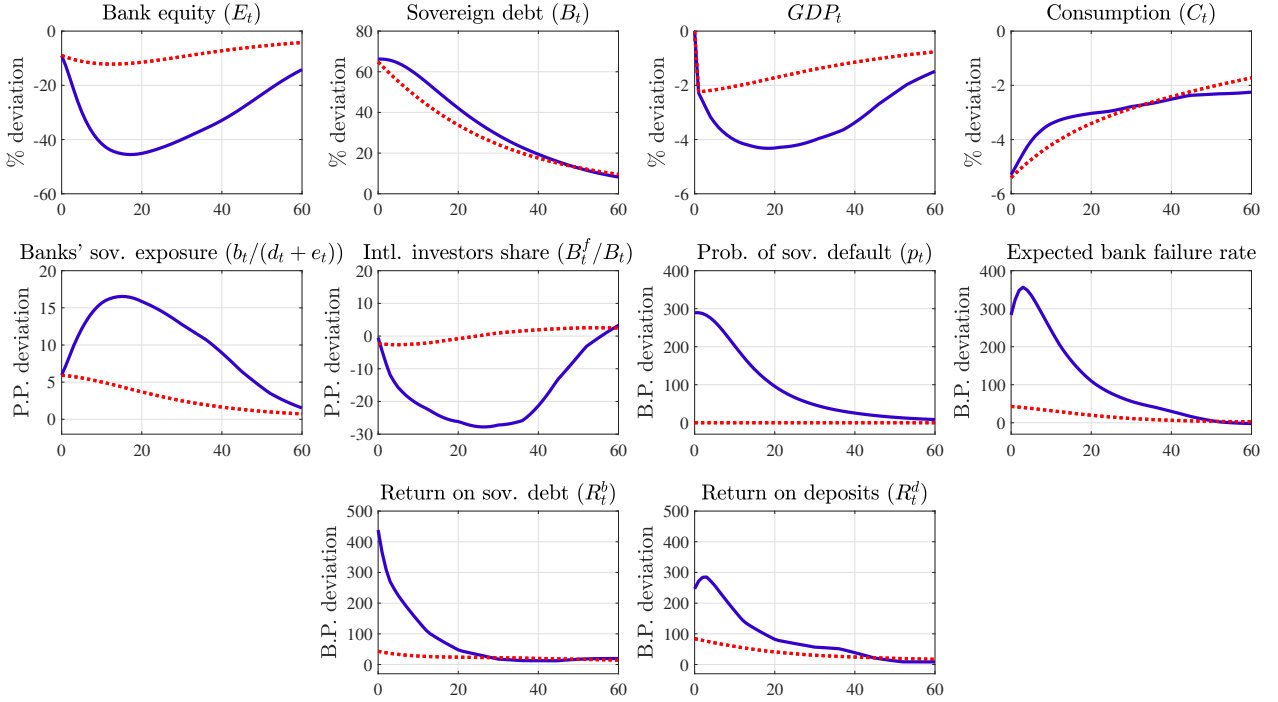 Bank equity (E_t)
Sovereign debt (B_t)
GDP_t
Consumption (C_t)
% deviation
0
-20
-40
-60
0 20 40 60
% deviation
80
60
40
20
0
0 20 40 60
% deviation
0
-2
-4
-6
0 20 40 60
% deviation
0
-2
-4
-6
0 20 40 60
Banks' sov. exposure (b_t/(d_t + e_t))
Intl. investors share (B_t^f/B_t)
Prob. of sov. default (p_t)
Expected bank failure rate
P.P. deviation
20
15
10
5
0
0 20 40 60
P.P. deviation
20
10
0
-10
-20
-30
0 20 40 60
B.P. deviation
400
300
200
100
0
0 20 40 60
B.P. deviation
400
300
200
100
0
0 20 40 60
Return on sov. debt (R_t^b)
Return on deposits (R_t^d)
B.P. deviation
500
400
300
200
100
0
0 20 40 60
B.P. deviation
500
400
300
200
100
0
0 20 40 60